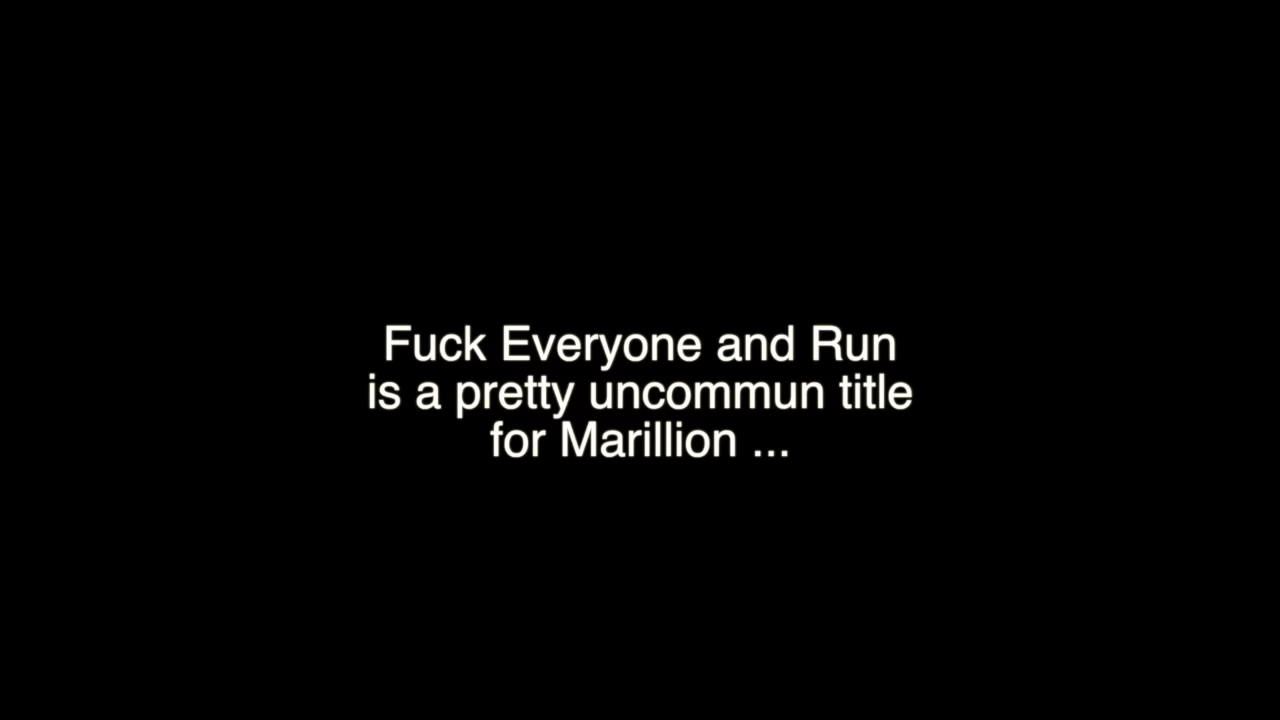 Fuck Everyone and Run
is a pretty uncommun title
for Marillion ...